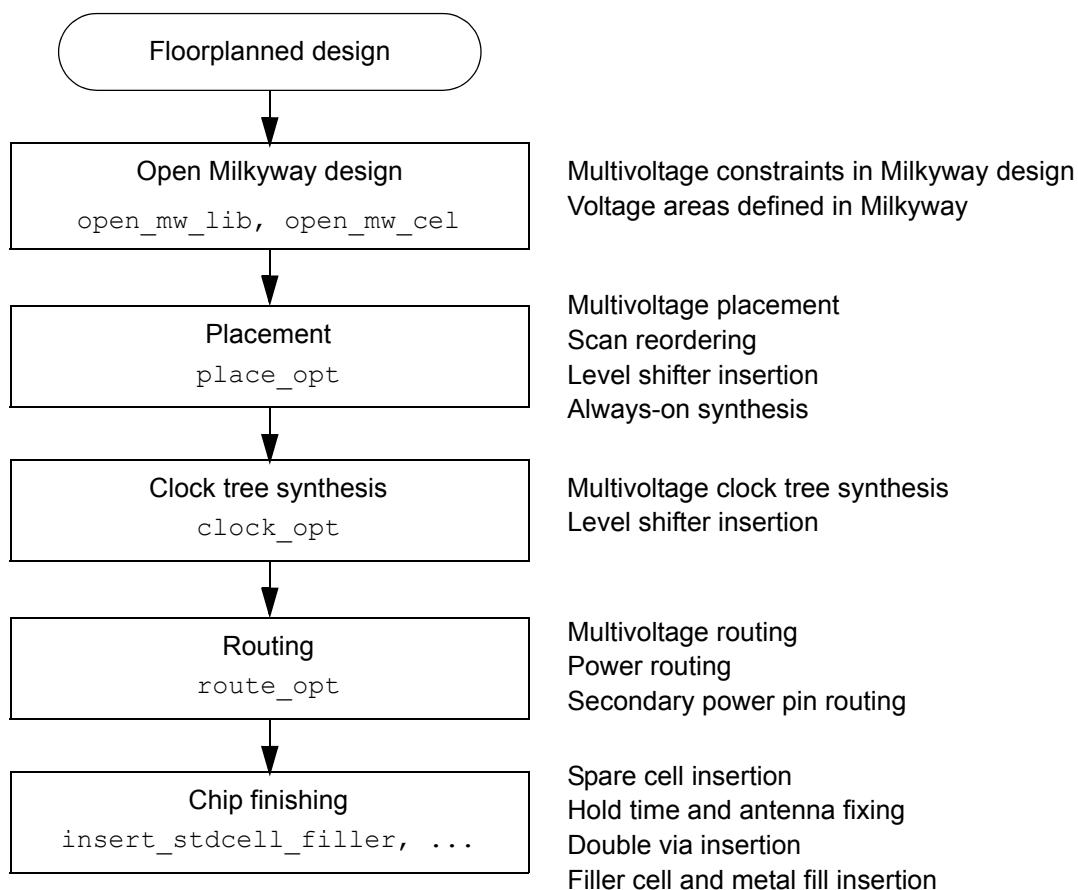 Floorplanned design
Open Milkyway design
open_mw_lib, open_mw_cel
Multivoltage constraints in Milkyway design
Voltage areas defined in Milkyway
Placement
place_opt
Multivoltage placement
Scan reordering
Level shifter insertion
Always-on synthesis
Clock tree synthesis
clock_opt
Multivoltage clock tree synthesis
Level shifter insertion
Routing
route_opt
Multivoltage routing
Power routing
Secondary power pin routing
Chip finishing
insert_stdcell_filler, ...
Spare cell insertion
Hold time and antenna fixing
Double via insertion
Filler cell and metal fill insertion